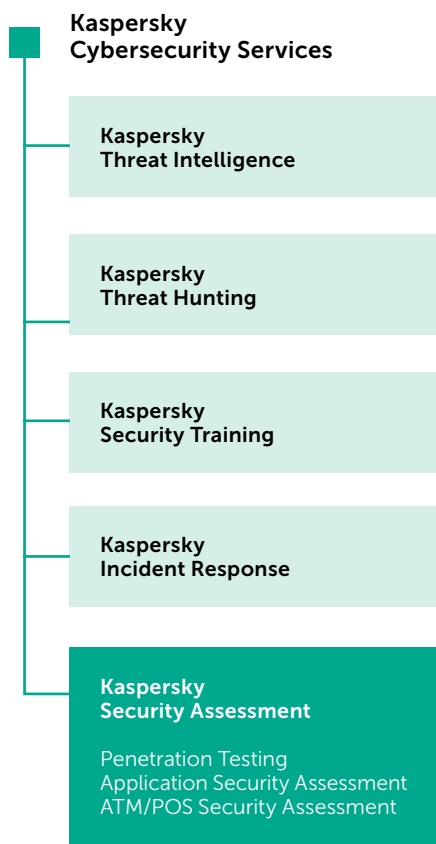 Kaspersky
Cybersecurity Services
Kaspersky
Threat Intelligence
Kaspersky
Threat Hunting
Kaspersky
Security Training
Kaspersky
Incident Response
Kaspersky
Security Assessment
Penetration Testing
Application Security Assessment
ATM/POS Security Assessment